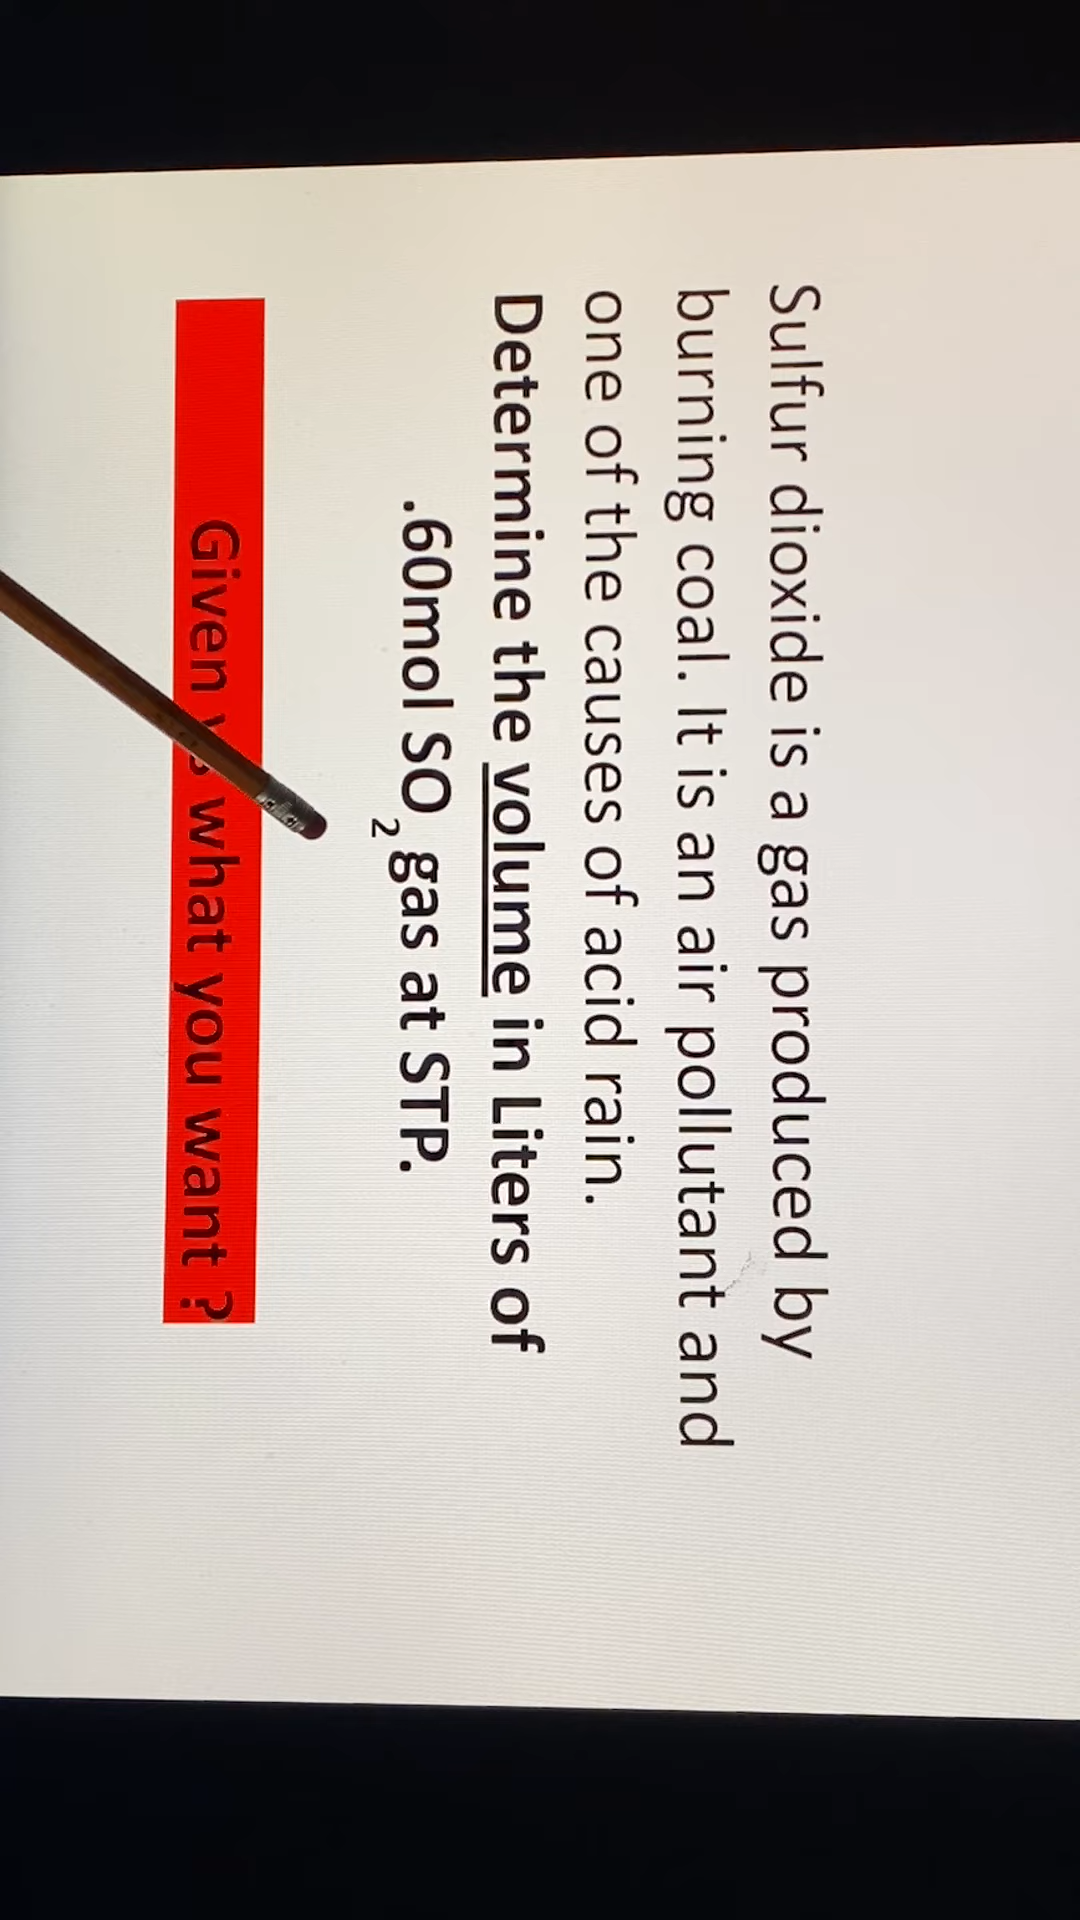 Sulfur dioxide is a gas produced by
burning coal. It is an air pollutant and
one of the causes of acid rain.
Determine the volume in Liters of
.60mol SO2 gas at STP.
Given what you want ?